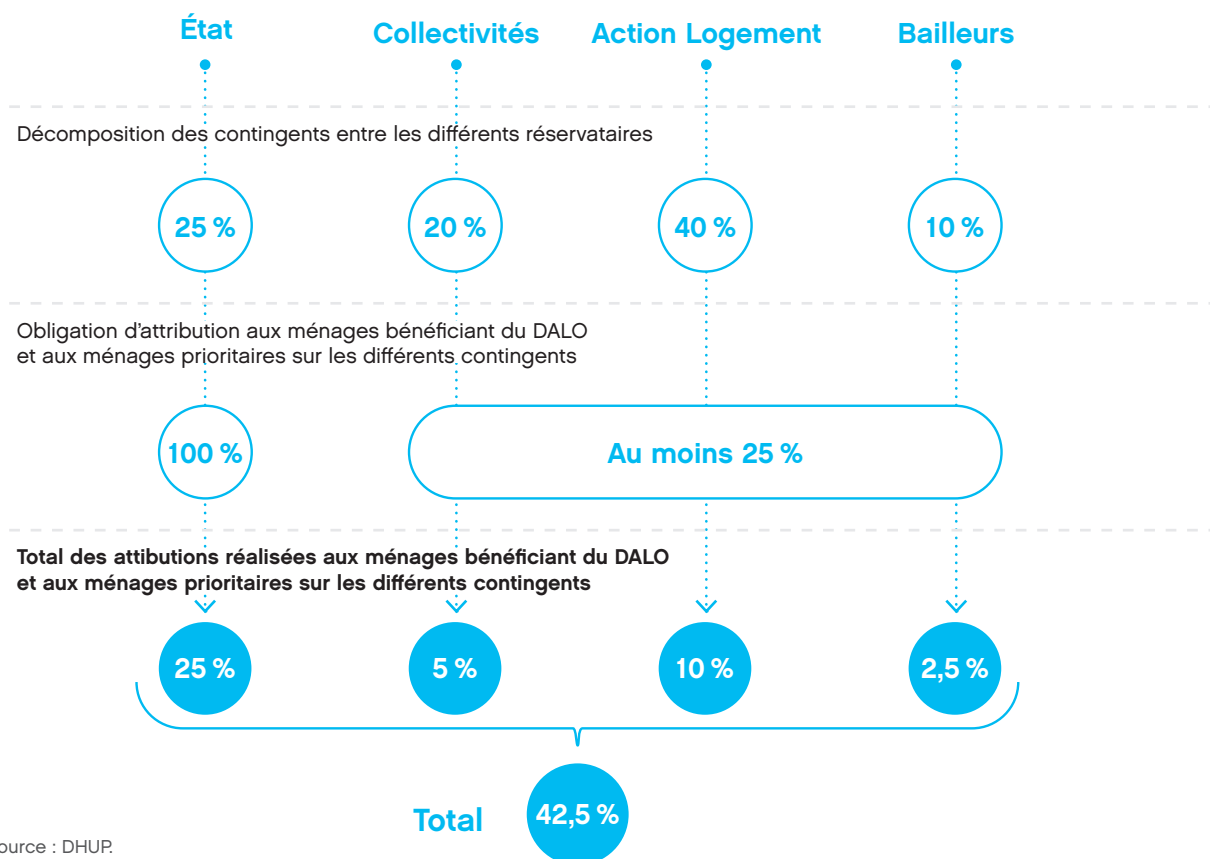 État
Collectivités
Action Logement
Bailleurs
Décomposition des contingents entre les différents réservataires
25 %
20 %
40 %
10 %
Obligation d'attribution aux ménages bénéficiant du DALO
et aux ménages prioritaires sur les différents contingents
100 %
Au moins 25 %
Total des attibutions réalisées aux ménages bénéficiant du DALO
et aux ménages prioritaires sur les différents contingents
25 %
5 %
10 %
2,5 %
Total
42,5 %
ource : DHUP.